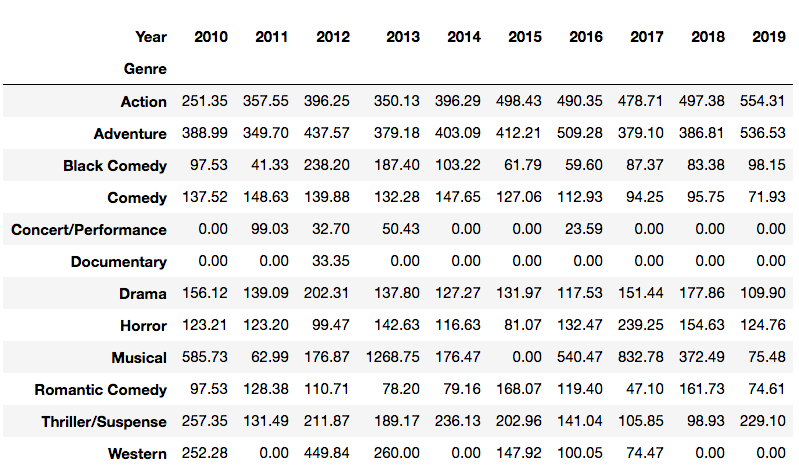 Year 2010 2011 2012 2013 2014 2015 2016 2017 2018 2019
Genre
Action 251.35 357.55 396.25 350.13 396.29 498.43 490.35 478.71 497.38 554.31
Adventure 388.99 349.70 437.57 379.18 403.09 412.21 509.28 379.10 386.81 536.53
Black Comedy 97.53 41.33 238.20 187.40 103.22 61.79 59.60 87.37 83.38 98.15
Comedy 137.52 148.63 139.88 132.28 147.65 127.06 112.93 94.25 95.75 71.93
Concert/Performance 0.00 99.03 32.70 50.43 0.00 0.00 23.59 0.00 0.00 0.00
Documentary 0.00 0.00 33.35 0.00 0.00 0.00 0.00 0.00 0.00 0.00
Drama 156.12 139.09 202.31 137.80 127.27 131.97 117.53 151.44 177.86 109.90
Horror 123.21 123.20 99.47 142.63 116.63 81.07 132.47 239.25 154.63 124.76
Musical 585.73 62.99 176.87 1268.75 176.47 0.00 540.47 832.78 372.49 75.48
Romantic Comedy 97.53 128.38 110.71 78.20 79.16 168.07 119.40 47.10 161.73 74.61
Thriller/Suspense 257.35 131.49 211.87 189.17 236.13 202.96 141.04 105.85 98.93 229.10
Western 252.28 0.00 449.84 260.00 0.00 147.92 100.05 74.47 0.00 0.00